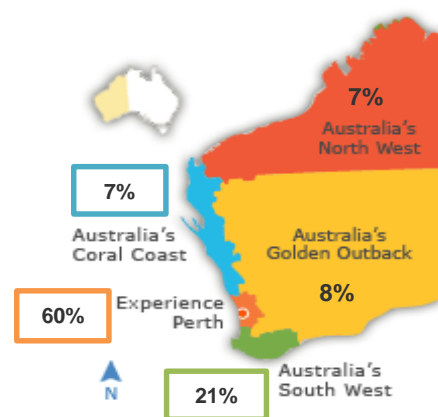 7%
Australia's
North West
7%
Australia's
Coral Coast
Australia's
Golden Outback
8%
Experience
Perth
60%
N
Australia's
South West
21%